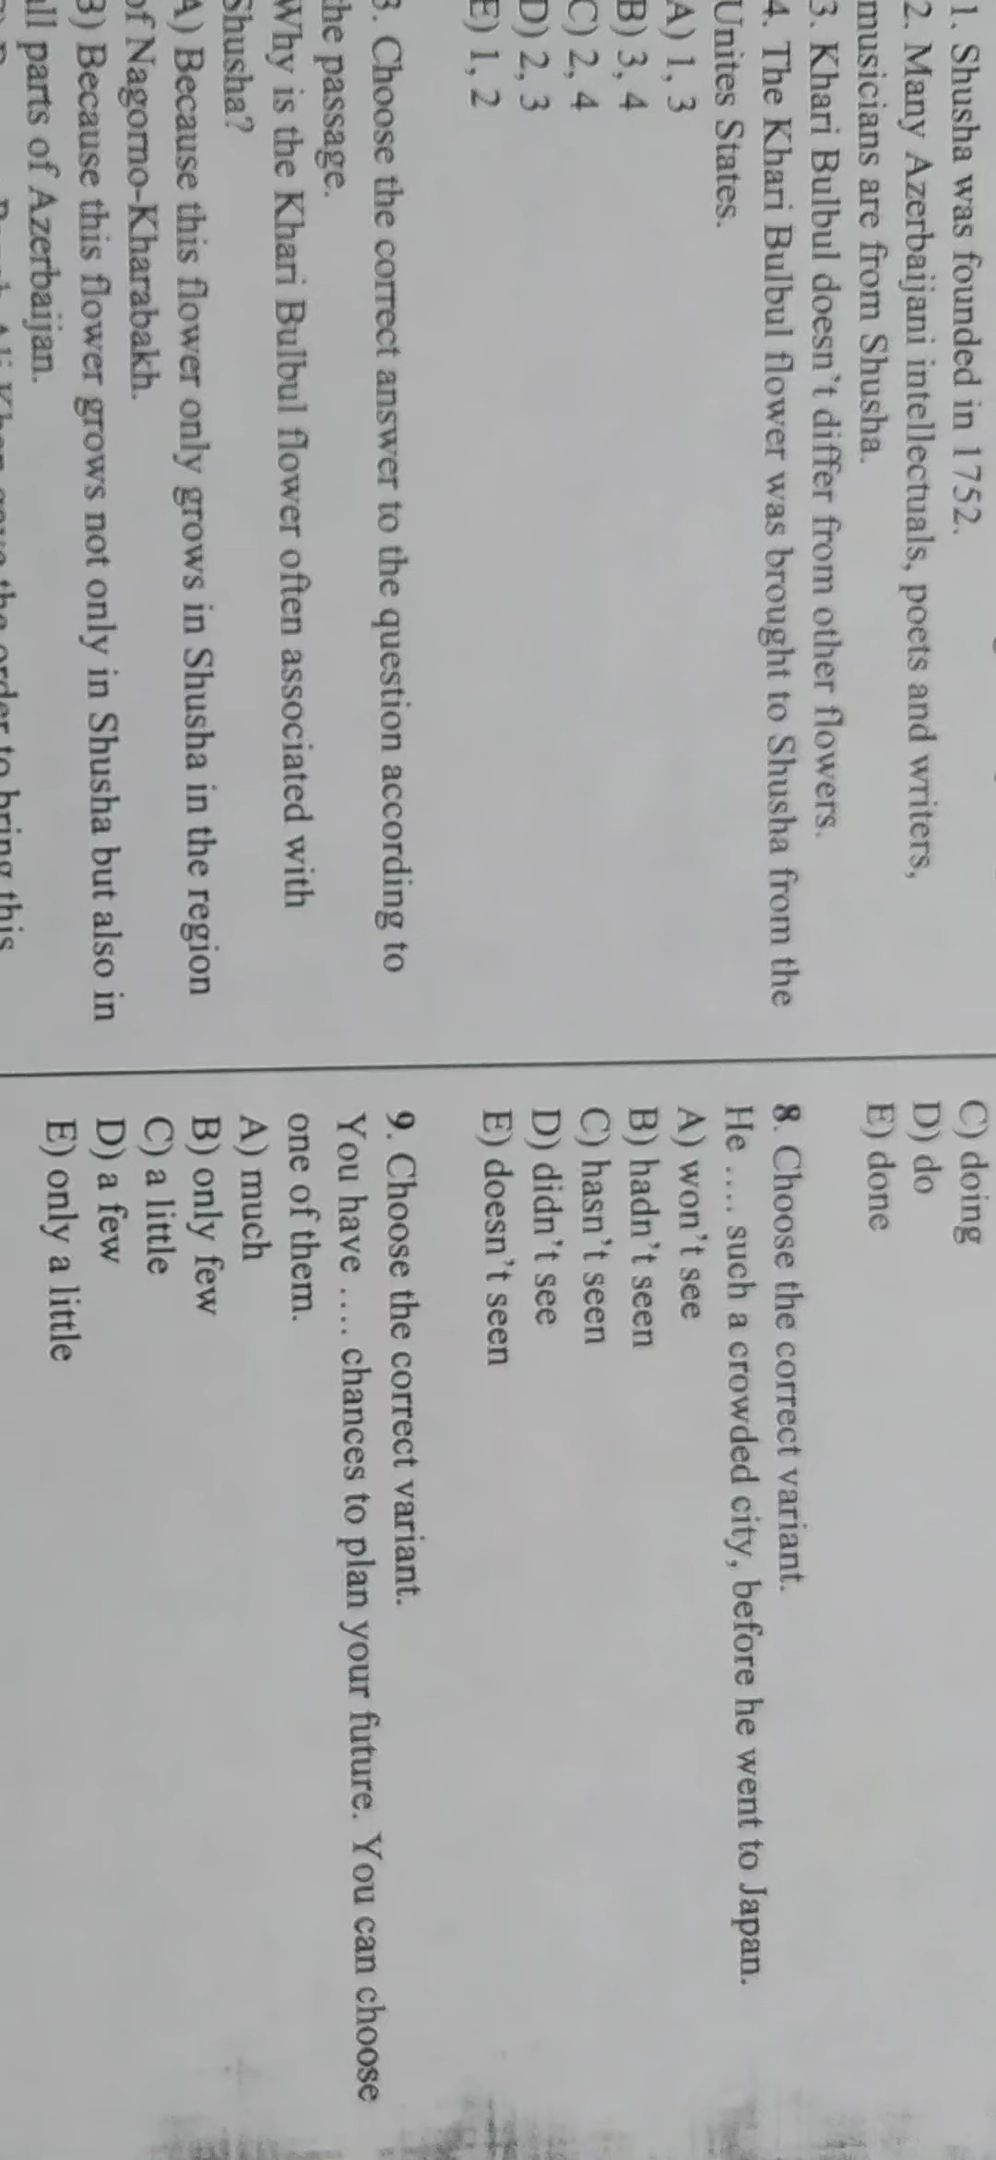 1. Shusha was founded in 1752.
2. Many Azerbaijani intellectuals, poets and writers,
musicians are from Shusha.
3. Khari Bulbul doesn't differ from other flowers.
4. The Khari Bulbul flower was brought to Shusha from the
Unites States.
A) 1, 3
B) 3, 4
C) 2, 4
D) 2, 3
E) 1, 2
3. Choose the correct answer to the question according to
the passage.
Why is the Khari Bulbul flower often associated with
Shusha?
A) Because this flower only grows in Shusha in the region
of Nagorno-Kharabakh.
B) Because this flower grows not only in Shusha but also in
all parts of Azerbaijan.
the order to bring this
C) doing
D) do
E) done
8. Choose the correct variant.
He .... such a crowded city, before he went to Japan.
A) won't see
B) hadn't seen
C) hasn't seen
D) didn't see
E) doesn't seen
9. Choose the correct variant.
You have .... chances to plan your future. You can choose
one of them.
A) much
B) only few
C) a little
D) a few
E) only a little